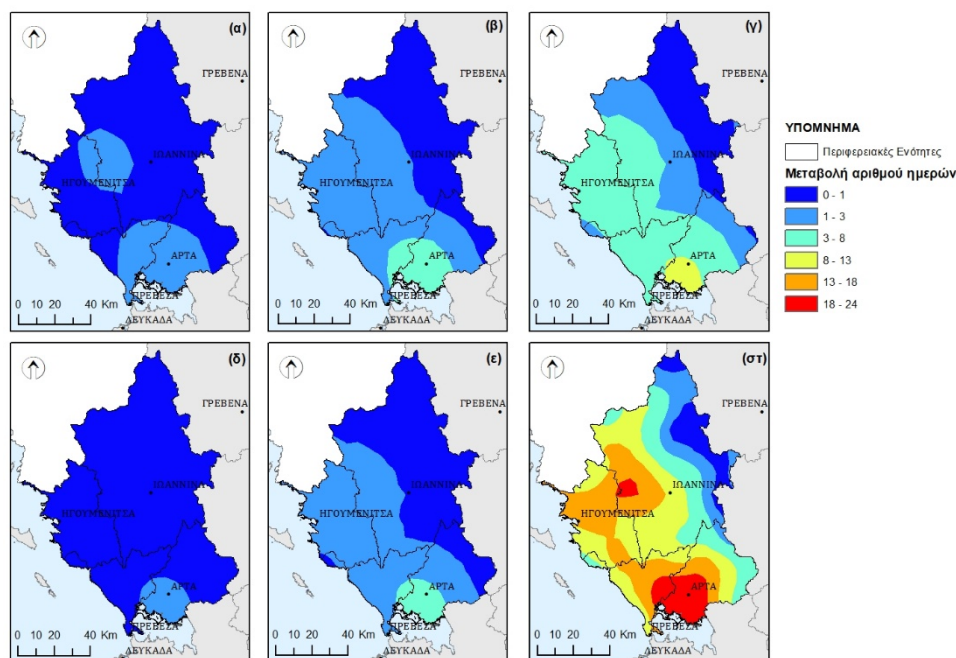 (α)
ΓΡΕΒΕΝΑ
ΙΩΑΝΝΙΝΑ
ΗΓΟΥΜΕΝΙΤΣΑ
ΑΡΤΑ
ΠΡΕΒΕΖΑ
ΛΕΥΚΑΔΑ
0 10 20 40 Km
(β)
ΓΡΕΒΕΝΑ
ΙΩΑΝΝΙΝΑ
ΗΓΟΥΜΕΝΙΤΣΑ
ΑΡΤΑ
ΠΡΕΒΕΖΑ
ΛΕΥΚΑΔΑ
0 10 20 40 Km
(γ)
ΓΡΕΒΕΝΑ
ΙΩΑΝΝΙΝΑ
ΗΓΟΥΜΕΝΙΤΣΑ
ΑΡΤΑ
ΠΡΕΒΕΖΑ
ΛΕΥΚΑΔΑ
0 10 20 40 Km
ΥΠΟΜΝΗΜΑ
Περιφερειακές Ενότητες
Μεταβολή αριθμού ημερών
0 - 1
1 - 3
3 - 8
8 - 13
13 - 18
18 - 24
(δ)
ΓΡΕΒΕΝΑ
ΙΩΑΝΝΙΝΑ
ΗΓΟΥΜΕΝΙΤΣΑ
ΑΡΤΑ
ΠΡΕΒΕΖΑ
ΛΕΥΚΑΔΑ
0 10 20 40 Km
(ε)
ΓΡΕΒΕΝΑ
ΙΩΑΝΝΙΝΑ
ΗΓΟΥΜΕΝΙΤΣΑ
ΑΡΤΑ
ΠΡΕΒΕΖΑ
ΛΕΥΚΑΔΑ
0 10 20 40 Km
(στ)
ΓΡΕΒΕΝΑ
ΙΩΑΝΝΙΝΑ
ΗΓΟΥΜΕΝΙΤΣΑ
ΑΡΤΑ
ΠΡΕΒΕΖΑ
ΛΕΥΚΑΔΑ
0 10 20 40 Km